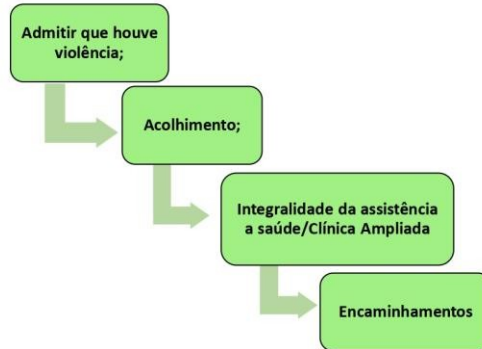 Admitir que houve
violência;
Acolhimento;
Integralidade da assistência
a saúde/Clínica Ampliada
Encaminhamentos